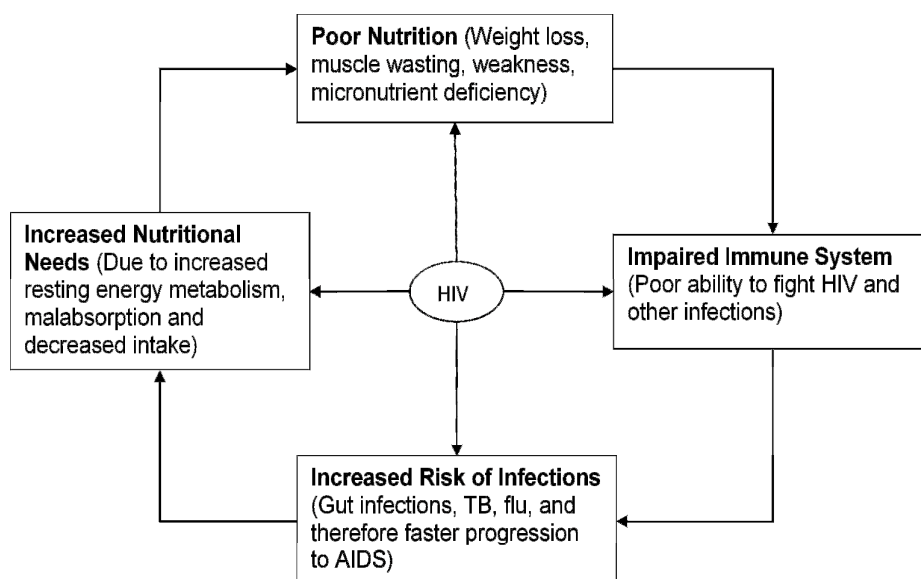 Poor Nutrition (Weight loss,
muscle wasting, weakness,
micronutrient deficiency)
Increased Nutritional
Needs (Due to increased
resting energy metabolism,
malabsorption and
decreased intake)
HIV
Impaired Immune System
(Poor ability to fight HIV and
other infections)
Increased Risk of Infections
(Gut infections, TB, flu, and
therefore faster progression
to AIDS)